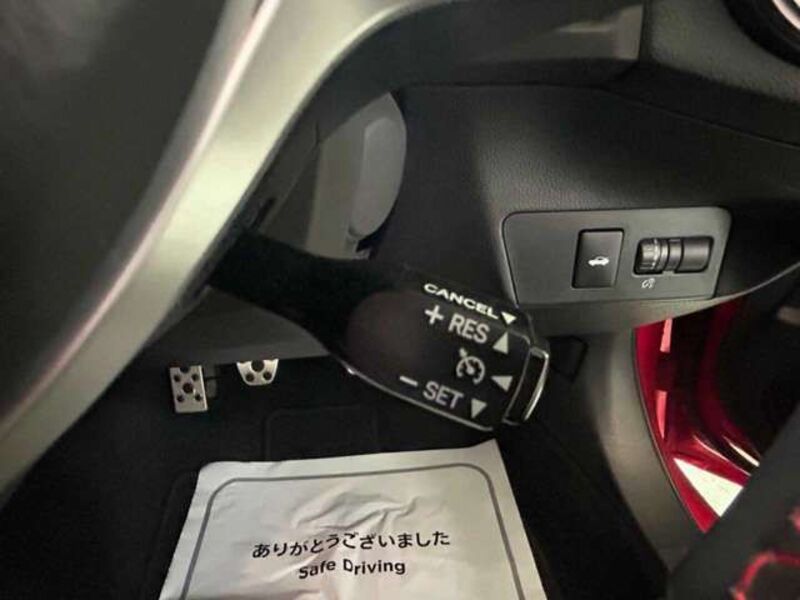 CANCEL▼
+ RES▲
◀
− SET▼
ありがとうございました
Safe Driving